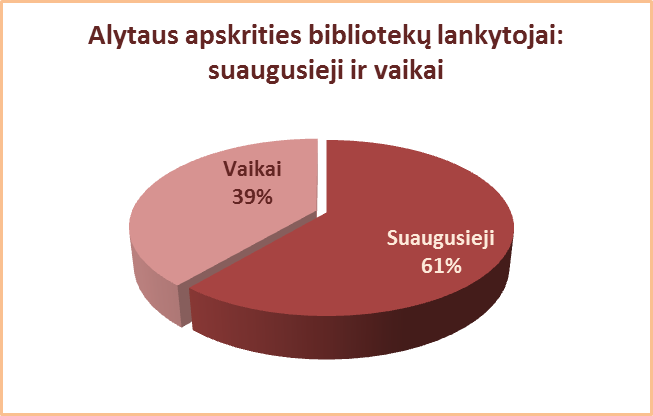 Alytaus apskrities bibliotekų lankytojai:
suaugusieji ir vaikai
Vaikai
39%
Suaugusieji
61%